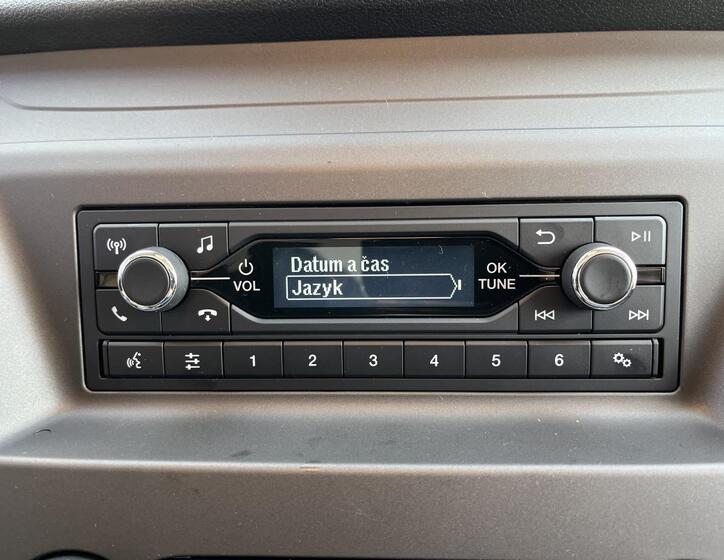 Datum a čas
Jazyk
VOL
OK
TUNE
1 2 3 4 5 6